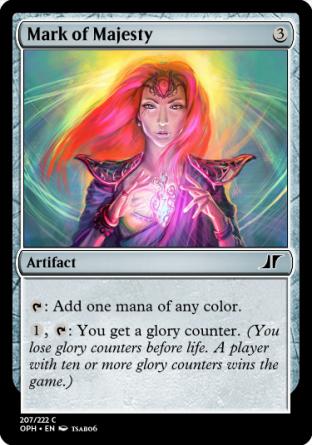 Mark of Majesty 3
Artifact
: Add one mana of any color.
1, : You get a glory counter. (You
lose glory counters before life. A player
with ten or more glory counters wins the
game.)
207/222 C
OPH • EN TSABO6